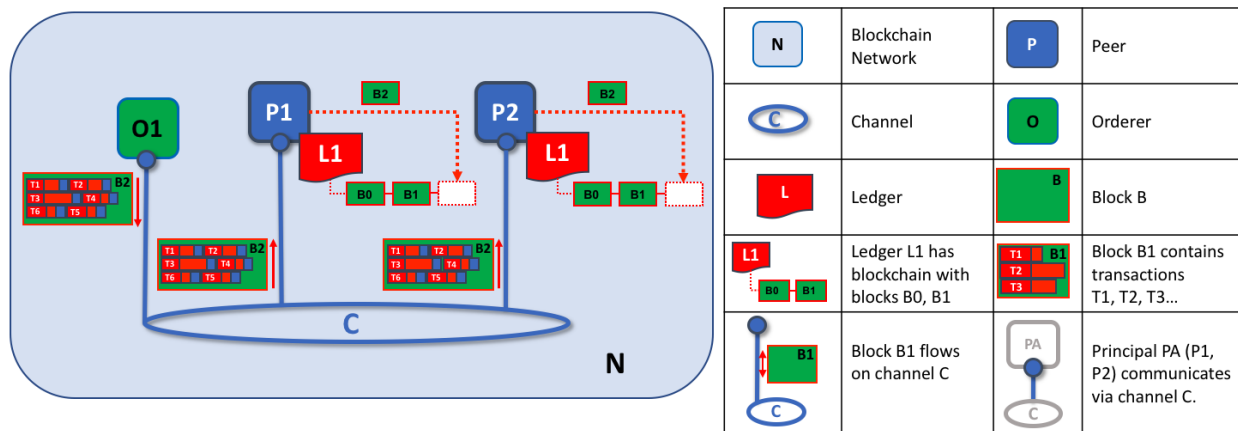 O1
T1 T2 B2
T3 T4
T6 T5
P1
B2
L1
B0 B1
T1 T2 B2
T3 T4
T6 T5
P2
B2
L1
B0 B1
T1 T2 B2
T3 T4
T6 T5
C
N
N
Blockchain
Network
P
Peer
C
Channel
O
Orderer
L
Ledger
B
Block B
L1
B0 B1
Ledger L1 has
blockchain with
blocks B0, B1
T1 B1
T2
T3
Block B1 contains
transactions
T1, T2, T3...
B1
C
Block B1 flows
on channel C
PA
C
Principal PA (P1,
P2) communicates
via channel C.